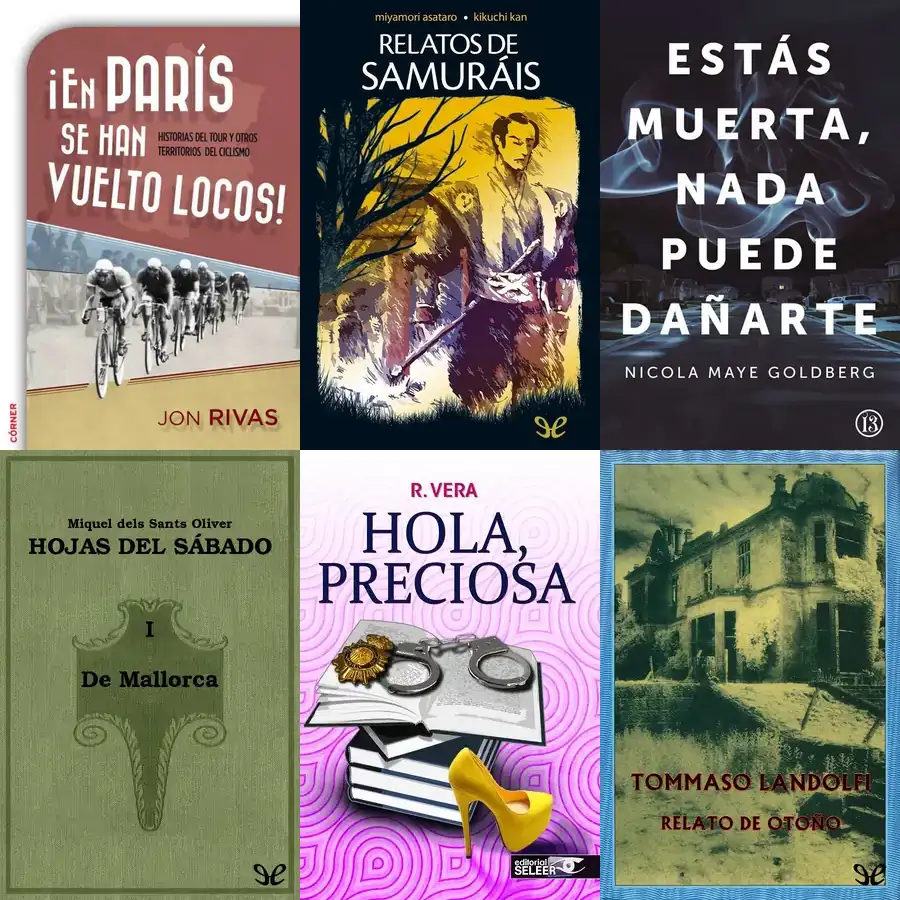 ¡EN PARÍS
SE HAN
VUELTO LOCOS!
HISTORIAS DEL TOUR Y OTROS
TERRITORIOS DEL CICLISMO
JON RIVAS
CÓRNER
miyamori asataro • kikuchi kan
RELATOS DE
SAMURÁIS
ESTÁS
MUERTA,
NADA
PUEDE
DAÑARTE
NICOLA MAYE GOLDBERG
13
Miquel dels Sants Oliver
HOJAS DEL SÁBADO
I
De Mallorca
R. VERA
HOLA,
PRECIOSA
editorial
SELEER
TOMMASO LANDOLFI
RELATO DE OTOÑO